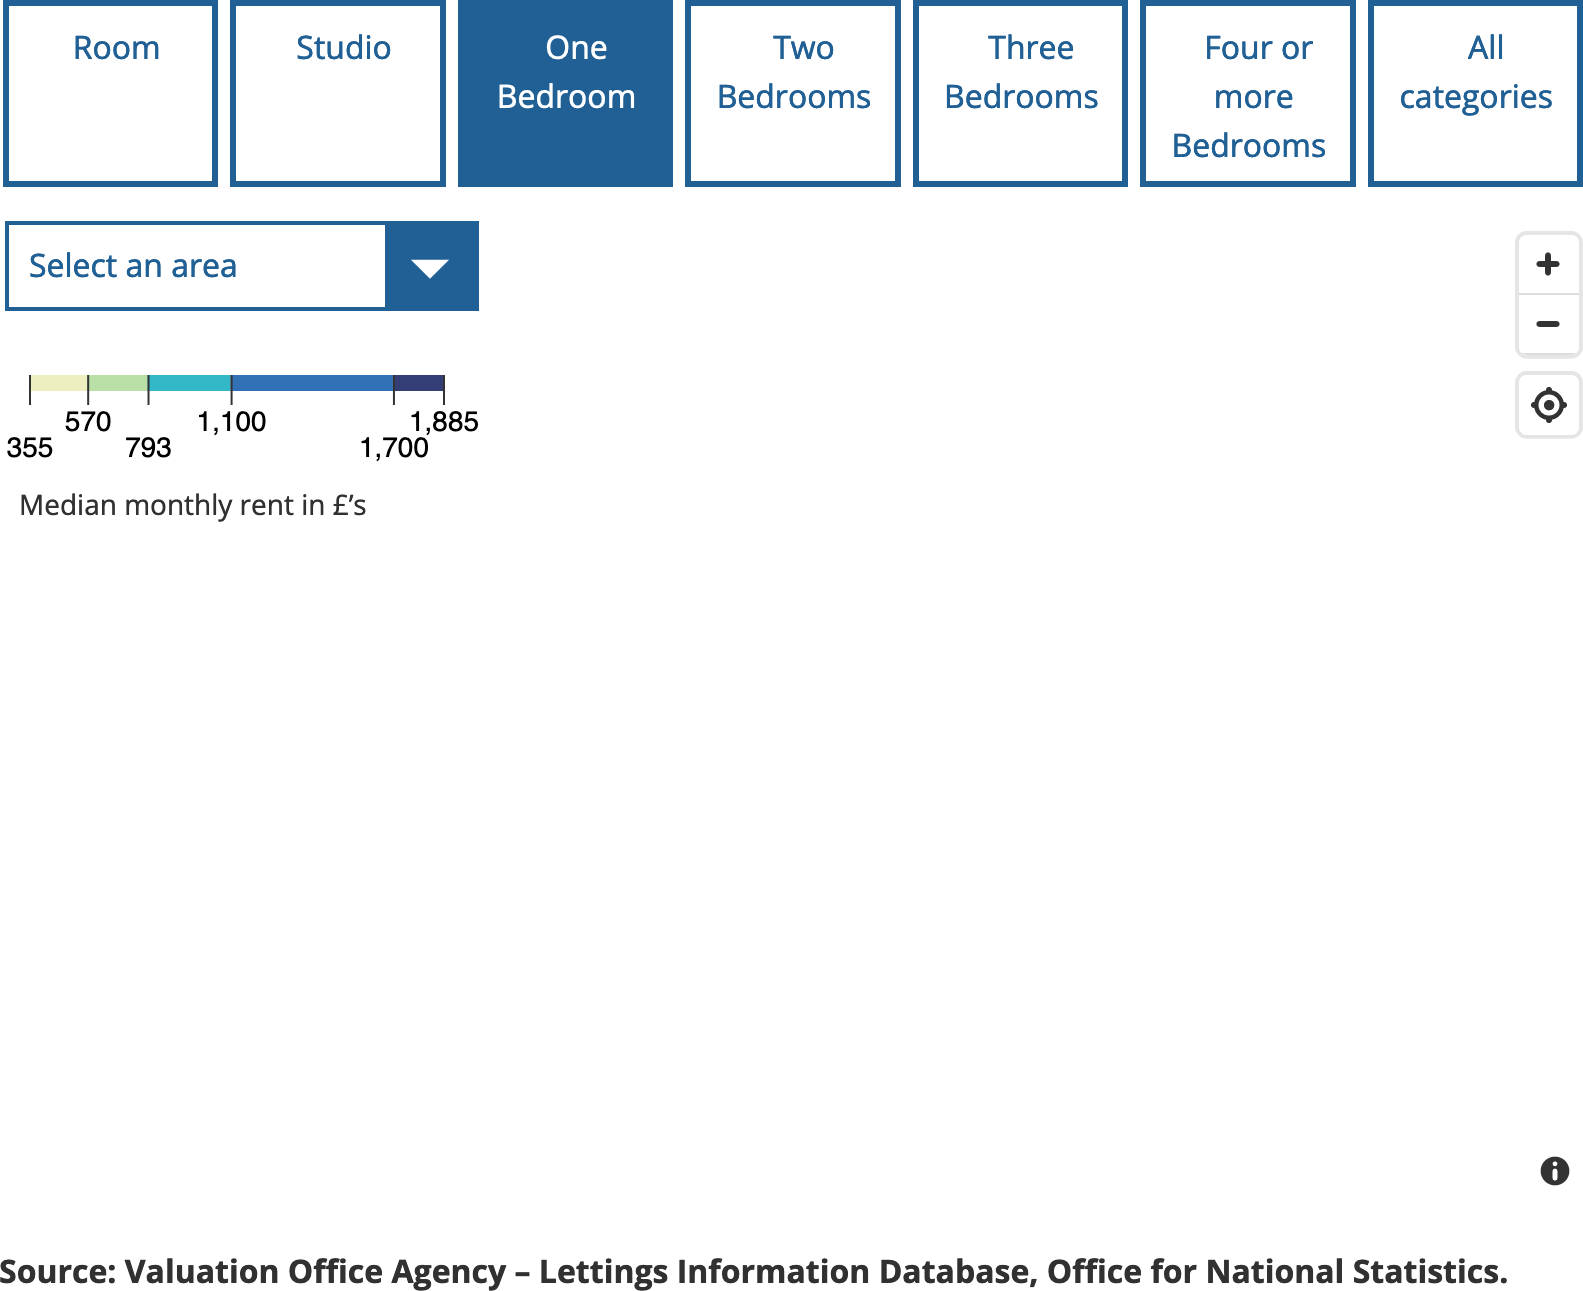 Room
Studio
One
Bedroom
Two
Bedrooms
Three
Bedrooms
Four or
more
Bedrooms
All
categories
Select an area
570 1,100 1,885
355 793 1,700
Median monthly rent in £’s
Source: Valuation Office Agency – Lettings Information Database, Office for National Statistics.